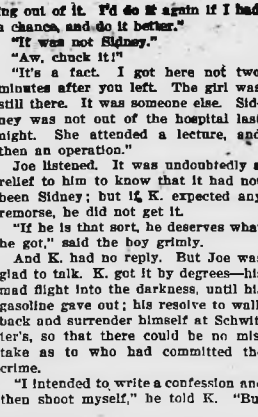 ing out of it. I'd do it again if I had
a chance, and do it better."
"It was not Sidney."
"Aw, chuck it!"
"It's a fact. I got here not two
minutes after you left. The girl was
still there. It was someone else. Sid-
ney was not out of the hospital last
night. She attended a lecture, and
then an operation."
Joe listened. It was undoubtedly a
relief to him to know that it had not
been Sidney; but if K. expected any
remorse, he did not get it.
"If he is that sort, he deserves what
he got," said the boy grimly.
And K. had no reply. But Joe was
glad to talk. K. got it by degrees—his
mad flight into the darkness, until his
gasoline gave out; his resolve to walk
back and surrender himself at Schwit-
ter's, so that there could be no mis-
take as to who had committed the
crime.
"I intended to write a confession and
then shoot myself," he told K. "But